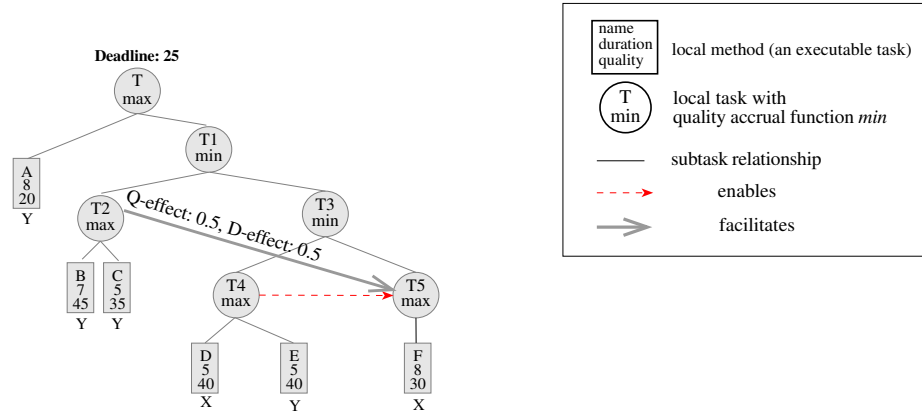 Deadline: 25
T
max
T1
min
A
8
20
Y
T2
max
Q-effect: 0.5, D-effect: 0.5
T3
min
B
7
45
Y
C
5
35
Y
T4
max
T5
max
D
5
40
X
E
5
40
Y
F
8
30
X
name
duration
quality
local method (an executable task)
T
min
local task with
quality accrual function min
subtask relationship
enables
facilitates